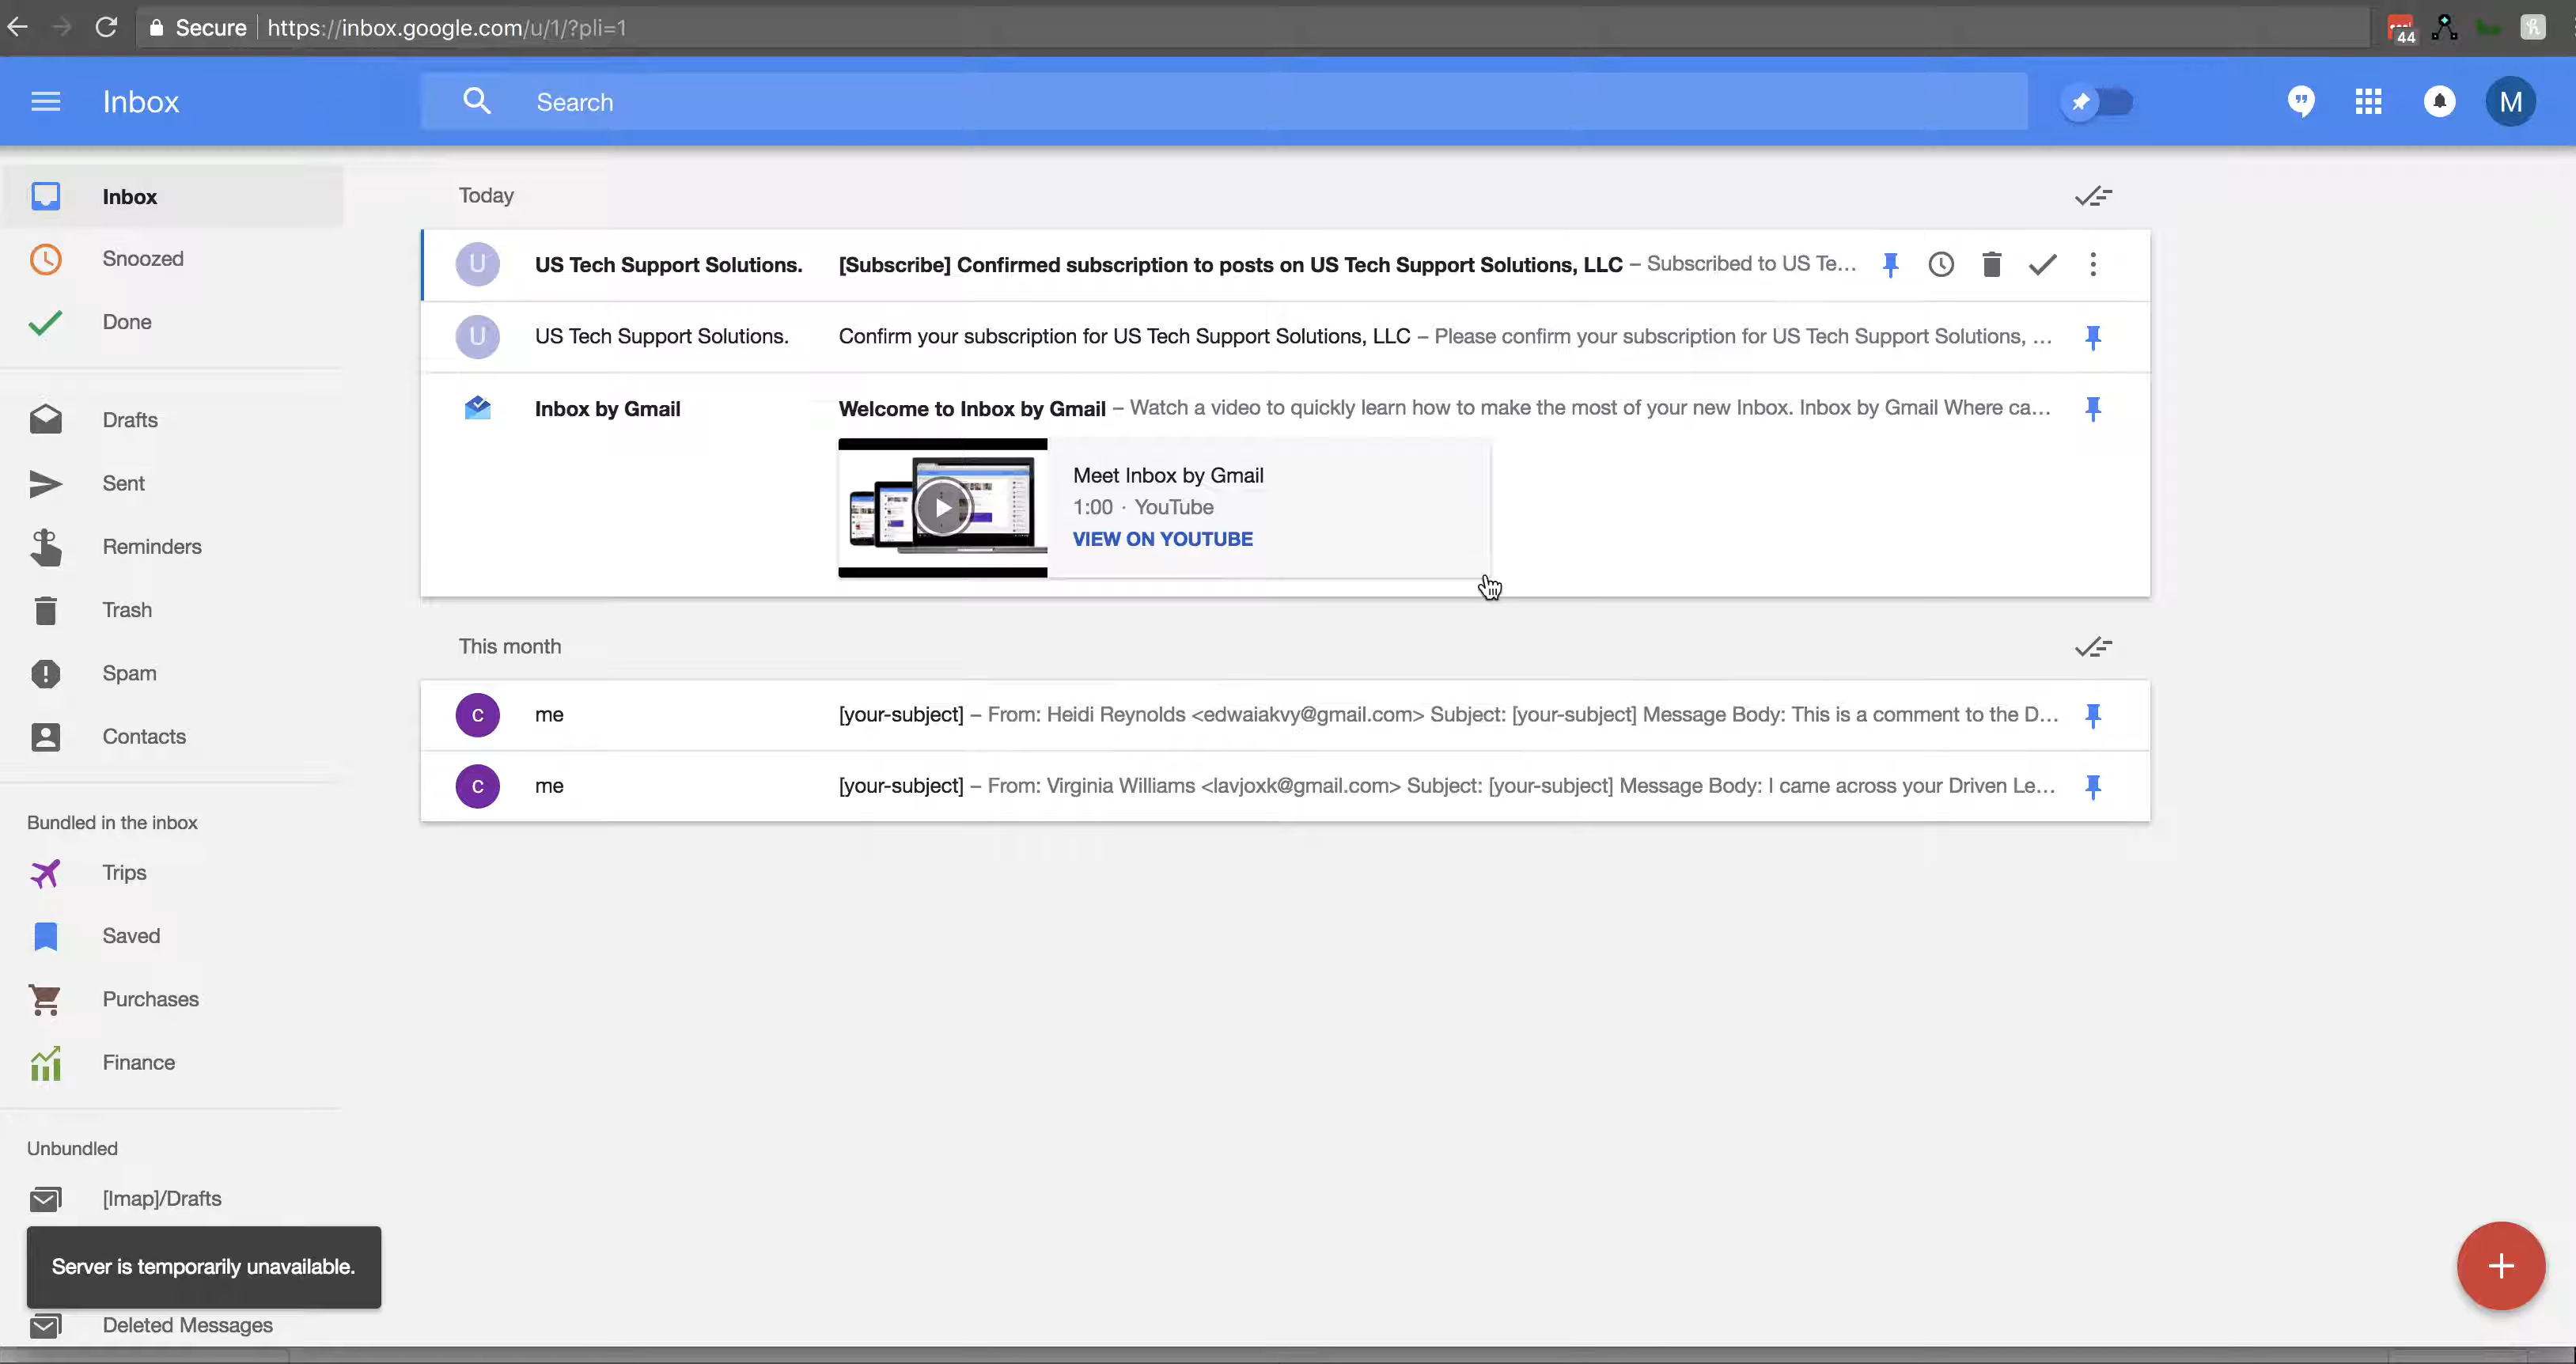 Secure https://inbox.google.com/u/1/?pli=1
44
Inbox Search M
Inbox
Snoozed
Done
Drafts
Sent
Reminders
Trash
Spam
Contacts
Bundled in the inbox
Trips
Saved
Purchases
Finance
Unbundled
[Imap]/Drafts
Server is temporarily unavailable.
Deleted Messages
Today
U US Tech Support Solutions. [Subscribe] Confirmed subscription to posts on US Tech Support Solutions, LLC – Subscribed to US Te...
U US Tech Support Solutions. Confirm your subscription for US Tech Support Solutions, LLC – Please confirm your subscription for US Tech Support Solutions, ...
Inbox by Gmail Welcome to Inbox by Gmail – Watch a video to quickly learn how to make the most of your new Inbox. Inbox by Gmail Where ca...
Meet Inbox by Gmail
1:00 · YouTube
VIEW ON YOUTUBE
This month
C me [your-subject] – From: Heidi Reynolds <edwaiakvy@gmail.com> Subject: [your-subject] Message Body: This is a comment to the D...
C me [your-subject] – From: Virginia Williams <lavjoxk@gmail.com> Subject: [your-subject] Message Body: I came across your Driven Le...